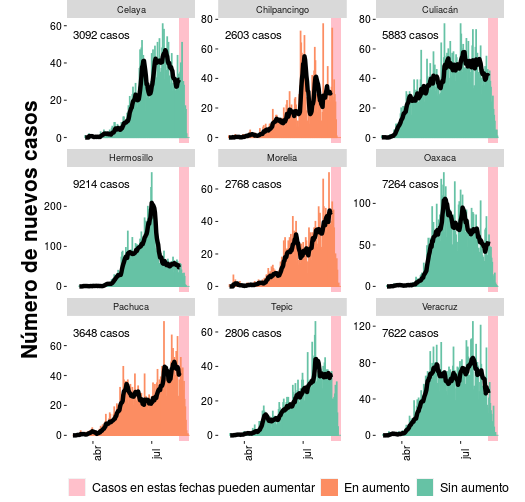 Número de nuevos casos
Celaya
Chilpancingo
Culiacán
3092 casos
2603 casos
5883 casos
60
40
20
0
80
60
40
20
0
80
60
40
20
0
Hermosillo
Morelia
Oaxaca
9214 casos
2768 casos
7264 casos
200
100
0
60
40
20
0
100
50
0
Pachuca
Tepic
Veracruz
3648 casos
2806 casos
7622 casos
60
40
20
0
60
40
20
0
120
80
40
0
abr
jul
abr
jul
abr
jul
Casos en estas fechas pueden aumentar
En aumento
Sin aumento